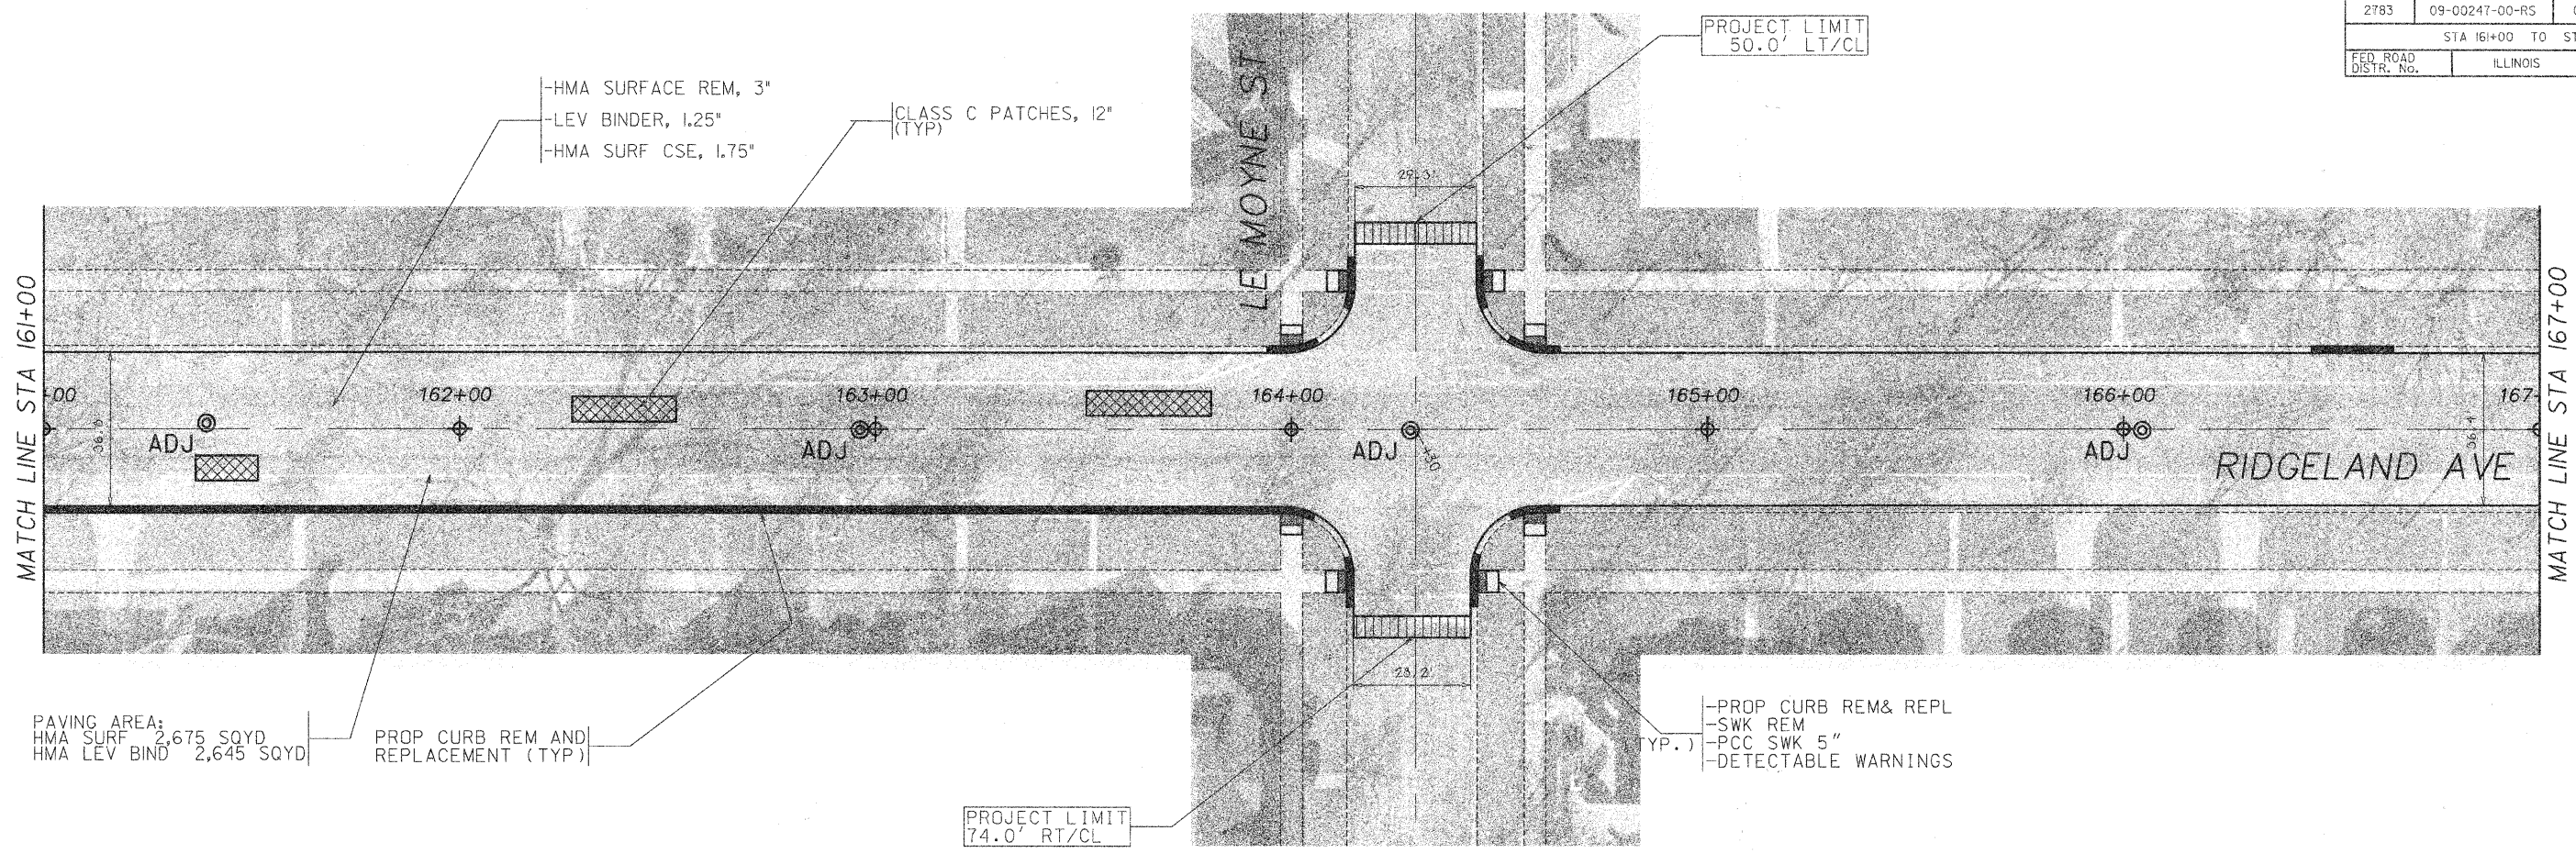 2783 09-00247-00-RS
STA 161+00 TO ST
FED ROAD DISTR. No. ILLINOIS
PROJECT LIMIT
50.0' LT/CL
-HMA SURFACE REM, 3"
-LEV BINDER, 1.25"
-HMA SURF CSE, 1.75"
CLASS C PATCHES, 12"
(TYP)
LE MOYNE ST
29.3'
MATCH LINE STA 161+00
+00
162+00
163+00
164+00
165+00
166+00
167+
MATCH LINE STA 167+00
ADJ
ADJ
ADJ
+30
ADJ
36.4
RIDGELAND AVE
28.2'
PAVING AREA:
HMA SURF 2,675 SQYD
HMA LEV BIND 2,645 SQYD
PROP CURB REM AND
REPLACEMENT (TYP)
-PROP CURB REM& REPL
-SWK REM
TYP.) -PCC SWK 5"
-DETECTABLE WARNINGS
PROJECT LIMIT
74.0' RT/CL